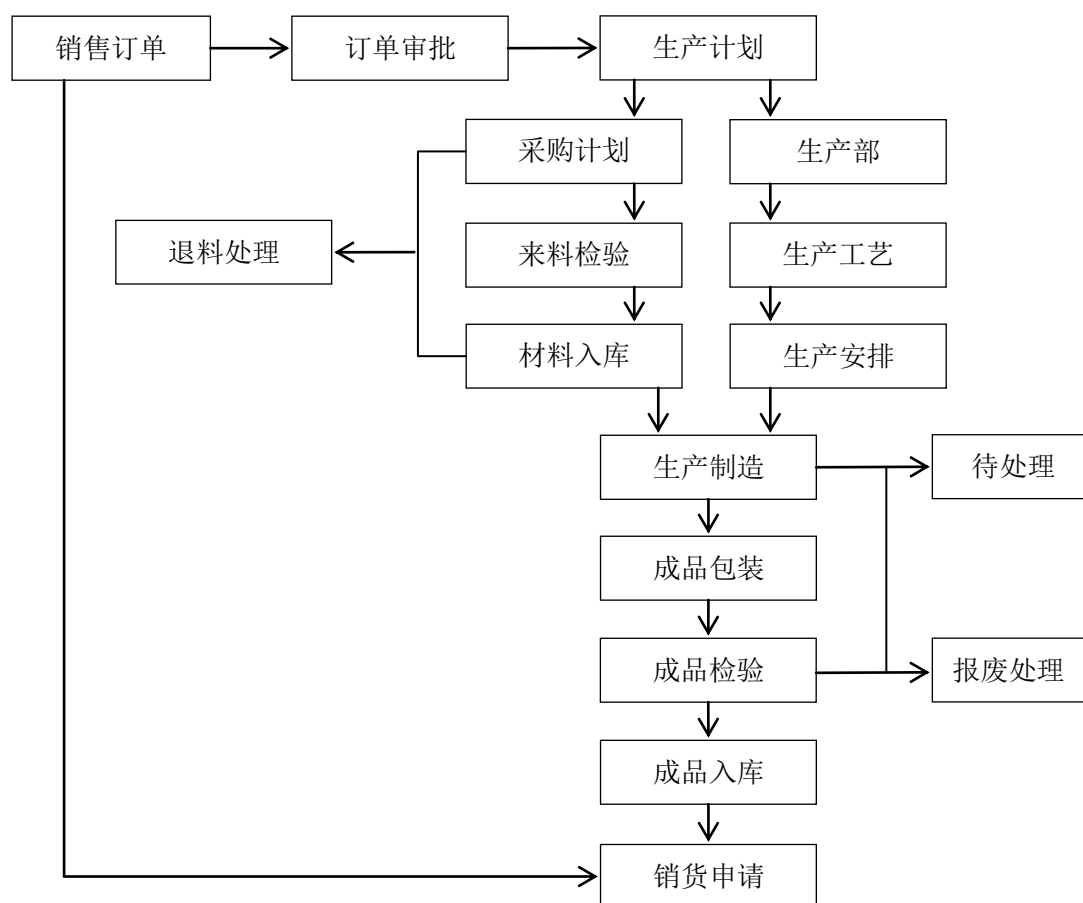 销售订单
订单审批
生产计划
采购计划
生产部
退料处理
来料检验
生产工艺
材料入库
生产安排
生产制造
待处理
成品包装
成品检验
报废处理
成品入库
销货申请